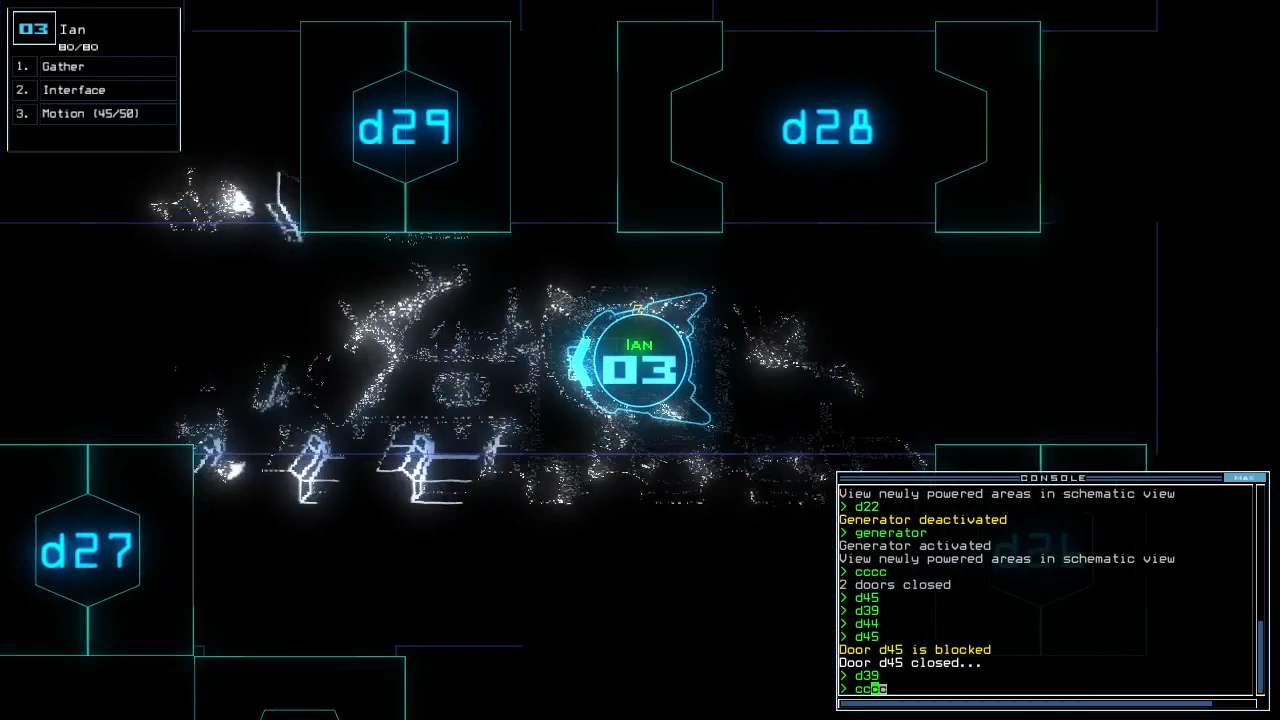 03 Ian
80/80
1. Gather
2. Interface
3. Motion (45/50)
d29
d28
Ian
03
d27
CONSOLE
MAX
View newly powered areas in schematic view
> d22
Generator deactivated
> generator
Generator activated
View newly powered areas in schematic view
> cccc
2 doors closed
> d45
> d39
> d44
> d45
Door d45 is blocked
Door d45 closed...
> d39
> cccc